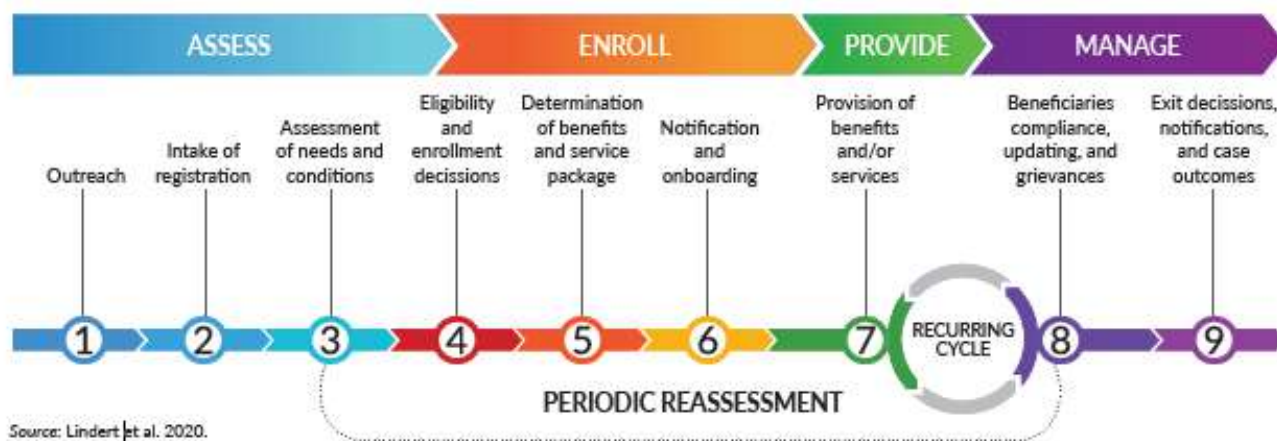 ASSESS
ENROLL
PROVIDE
MANAGE
Outreach
Intake of
registration
Assessment
of needs and
conditions
Eligibility
and
enrollment
decissions
Determination
of benefits
and service
package
Notification
and
onboarding
Provision of
benefits
and/or
services
Beneficiaries
compliance,
updating, and
grievances
Exit decissions,
notifications,
and case
outcomes
1
2
3
4
5
6
7
RECURRING
CYCLE
8
9
PERIODIC REASSESSMENT
Source: Lindert et al. 2020.